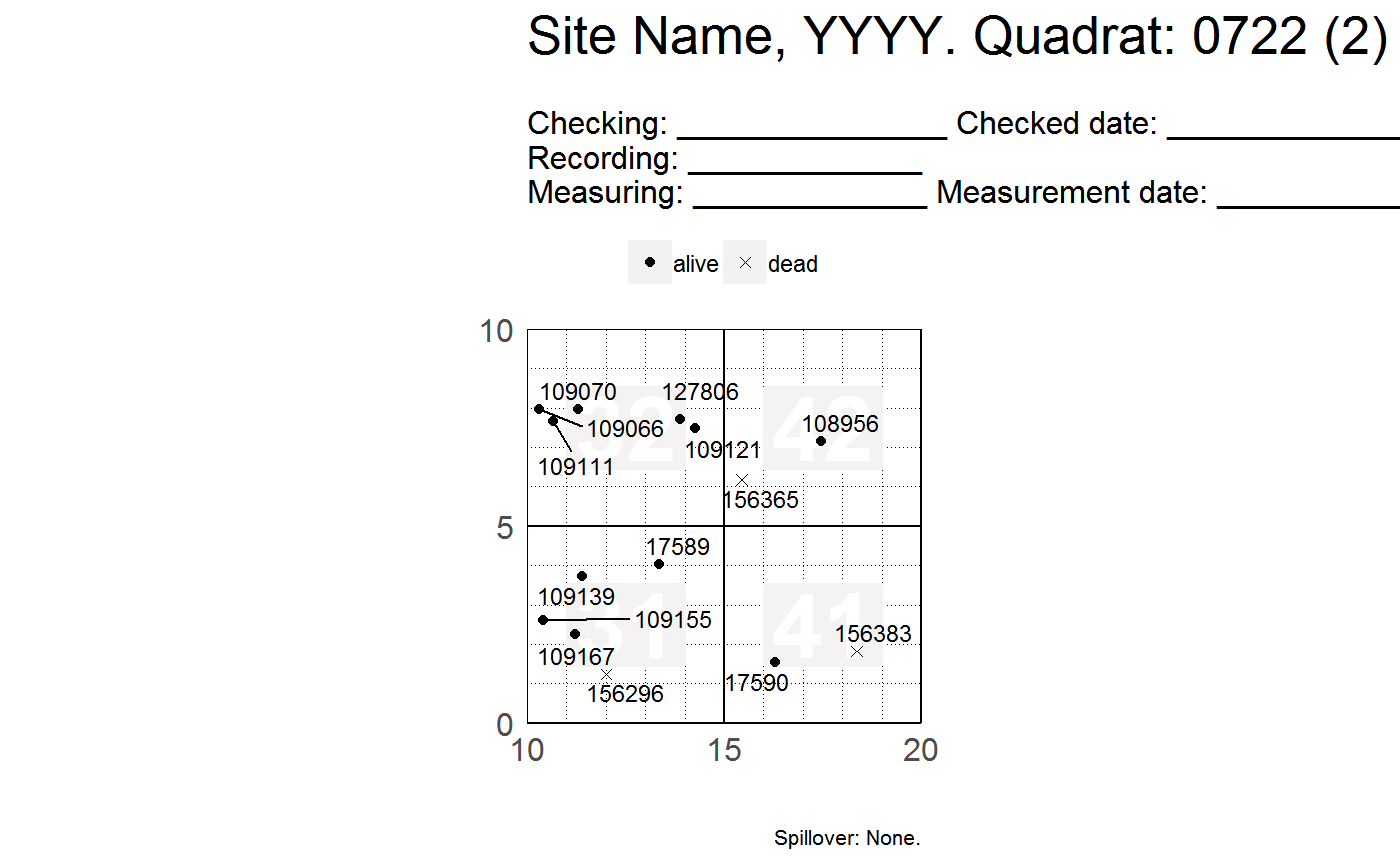 Site Name, YYYY. Quadrat: 0722 (2)
Checking: ________________ Checked date: ______________
Recording: ______________
Measuring: ______________ Measurement date: ___________
alive dead
10
109070 127806
32 42
108956
109066
109121
109111
156365
5
17589
109139
31 41
109155
156383
109167
17590
156296
0
10 15 20
Spillover: None.